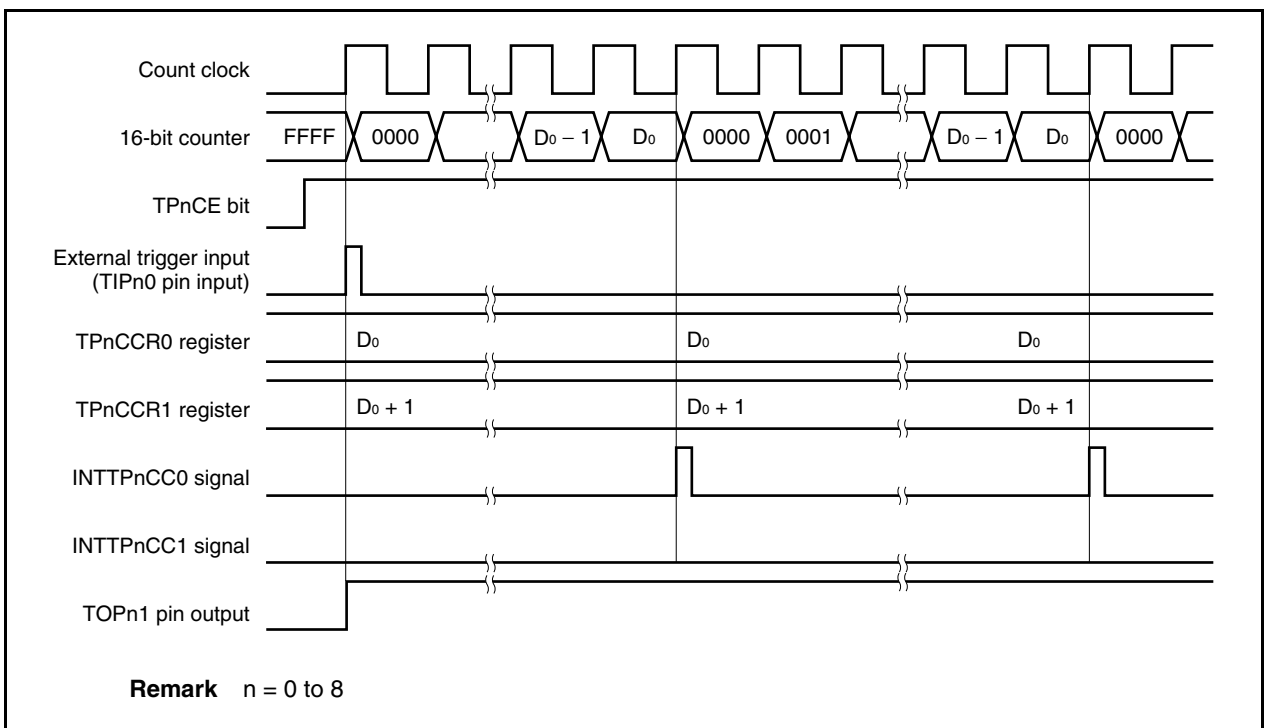 Count clock
16-bit counter FFFF 0000 D0 − 1 D0 0000 0001 D0 − 1 D0 0000
TPnCE bit
External trigger input
(TIPn0 pin input)
TPnCCR0 register D0 D0 D0
TPnCCR1 register D0 + 1 D0 + 1 D0 + 1
INTTPnCC0 signal
INTTPnCC1 signal
TOPn1 pin output
Remark n = 0 to 8